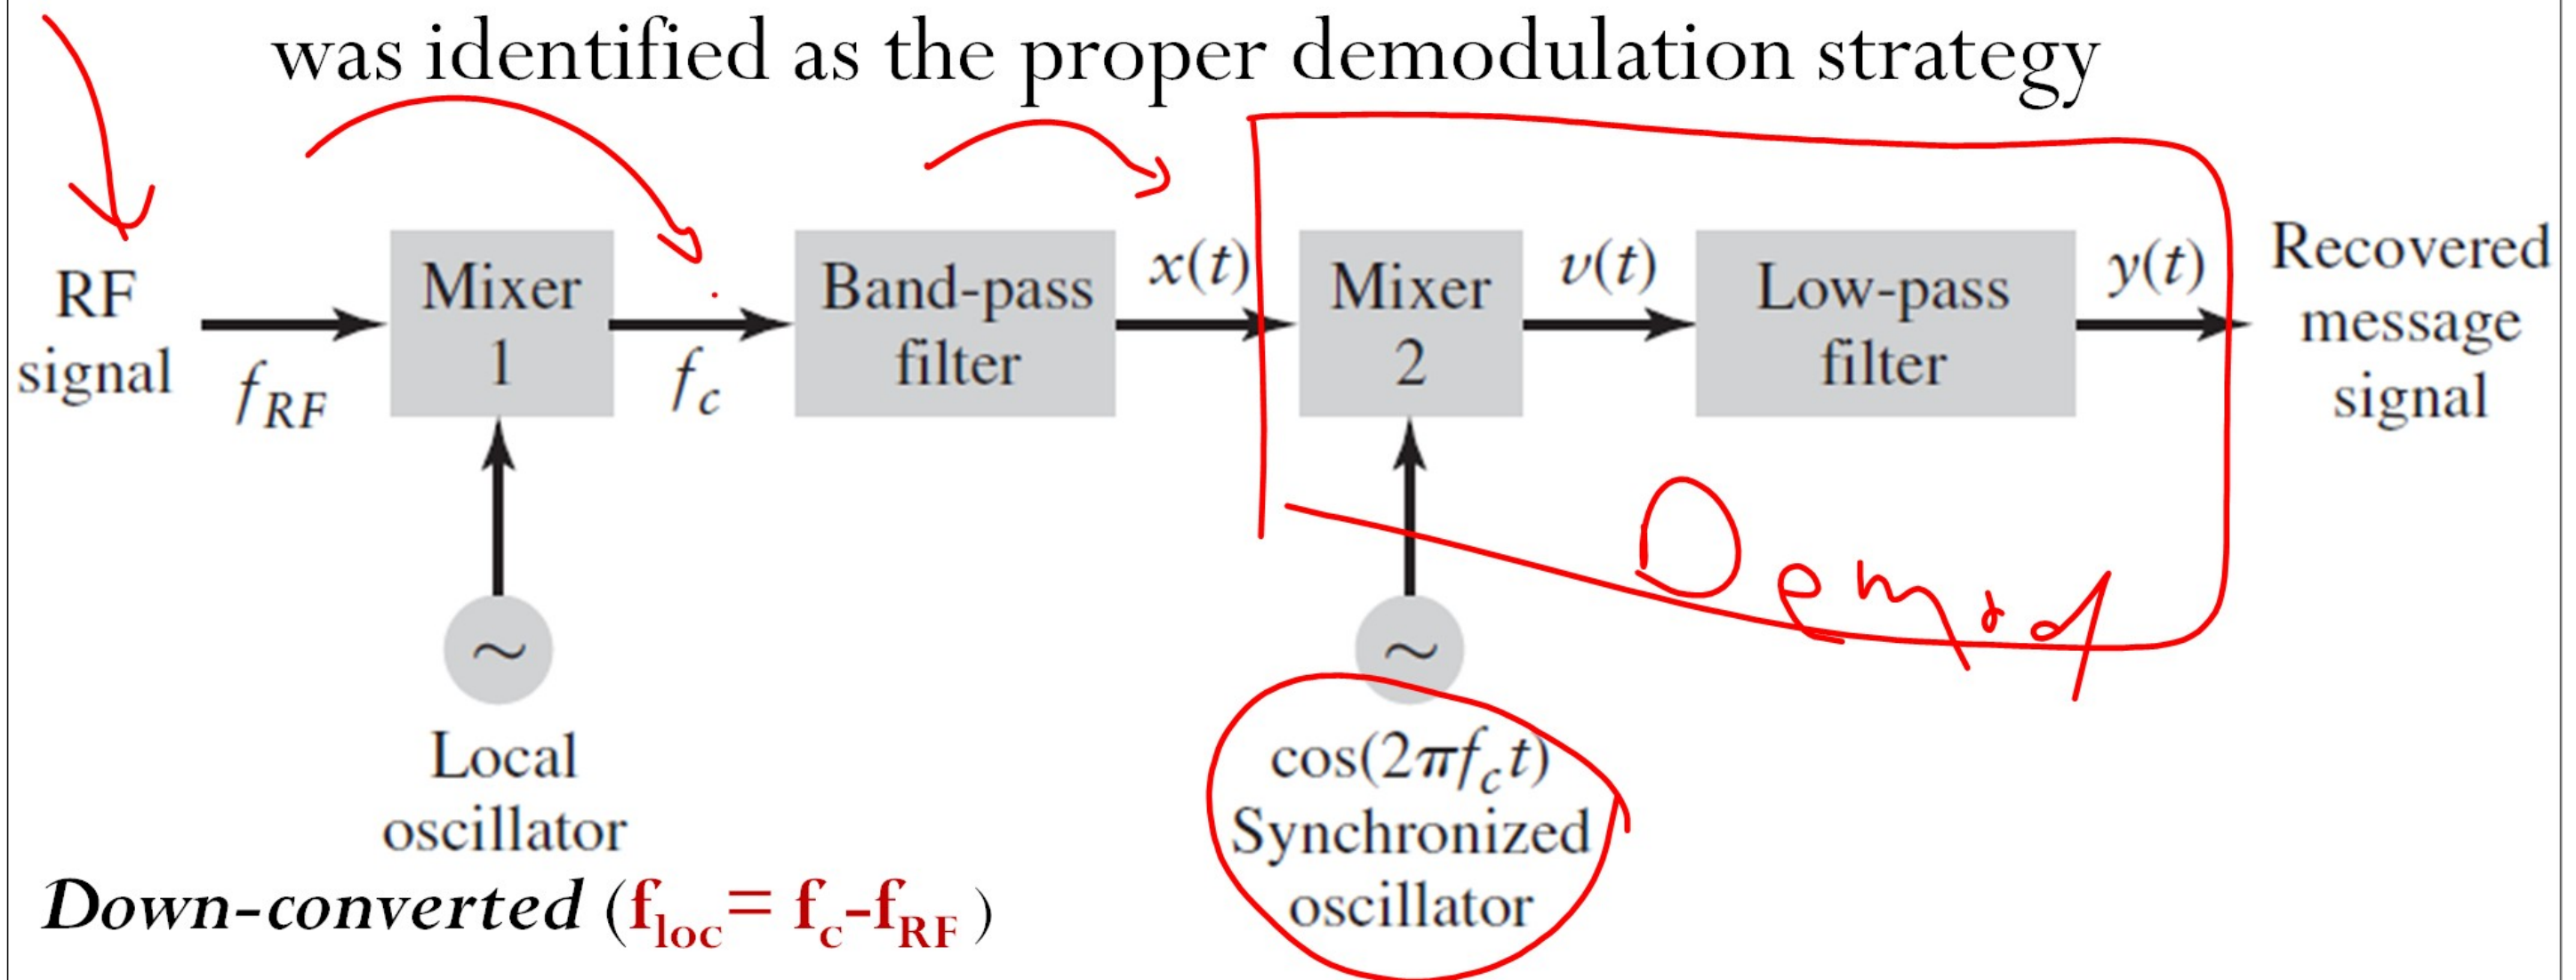 was identified as the proper demodulation strategy
RF
signal
f_RF
Mixer
1
f_c
Band-pass
filter
x(t)
Mixer
2
v(t)
Low-pass
filter
y(t)
Recovered
message
signal
Demod
~
~
Local
oscillator
cos(2πf_ct)
Synchronized
oscillator
Down-converted (f_loc= f_c-f_RF )